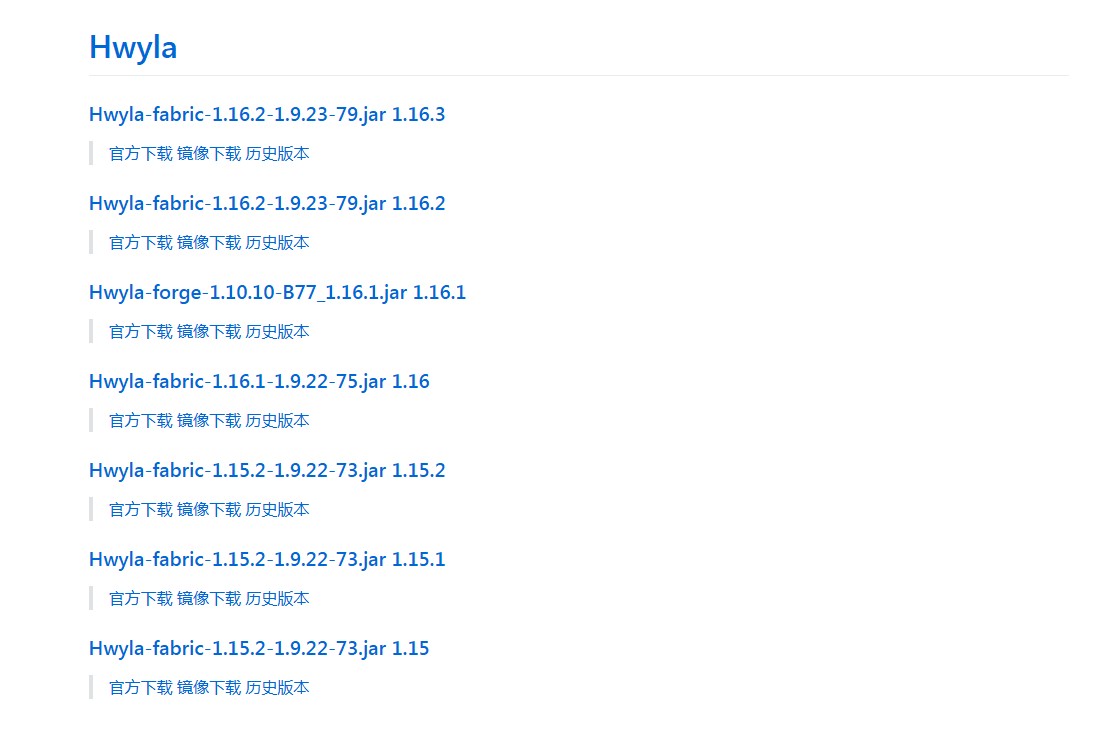 Hwyla
Hwyla-fabric-1.16.2-1.9.23-79.jar 1.16.3
官方下载 镜像下载 历史版本
Hwyla-fabric-1.16.2-1.9.23-79.jar 1.16.2
官方下载 镜像下载 历史版本
Hwyla-forge-1.10.10-B77_1.16.1.jar 1.16.1
官方下载 镜像下载 历史版本
Hwyla-fabric-1.16.1-1.9.22-75.jar 1.16
官方下载 镜像下载 历史版本
Hwyla-fabric-1.15.2-1.9.22-73.jar 1.15.2
官方下载 镜像下载 历史版本
Hwyla-fabric-1.15.2-1.9.22-73.jar 1.15.1
官方下载 镜像下载 历史版本
Hwyla-fabric-1.15.2-1.9.22-73.jar 1.15
官方下载 镜像下载 历史版本